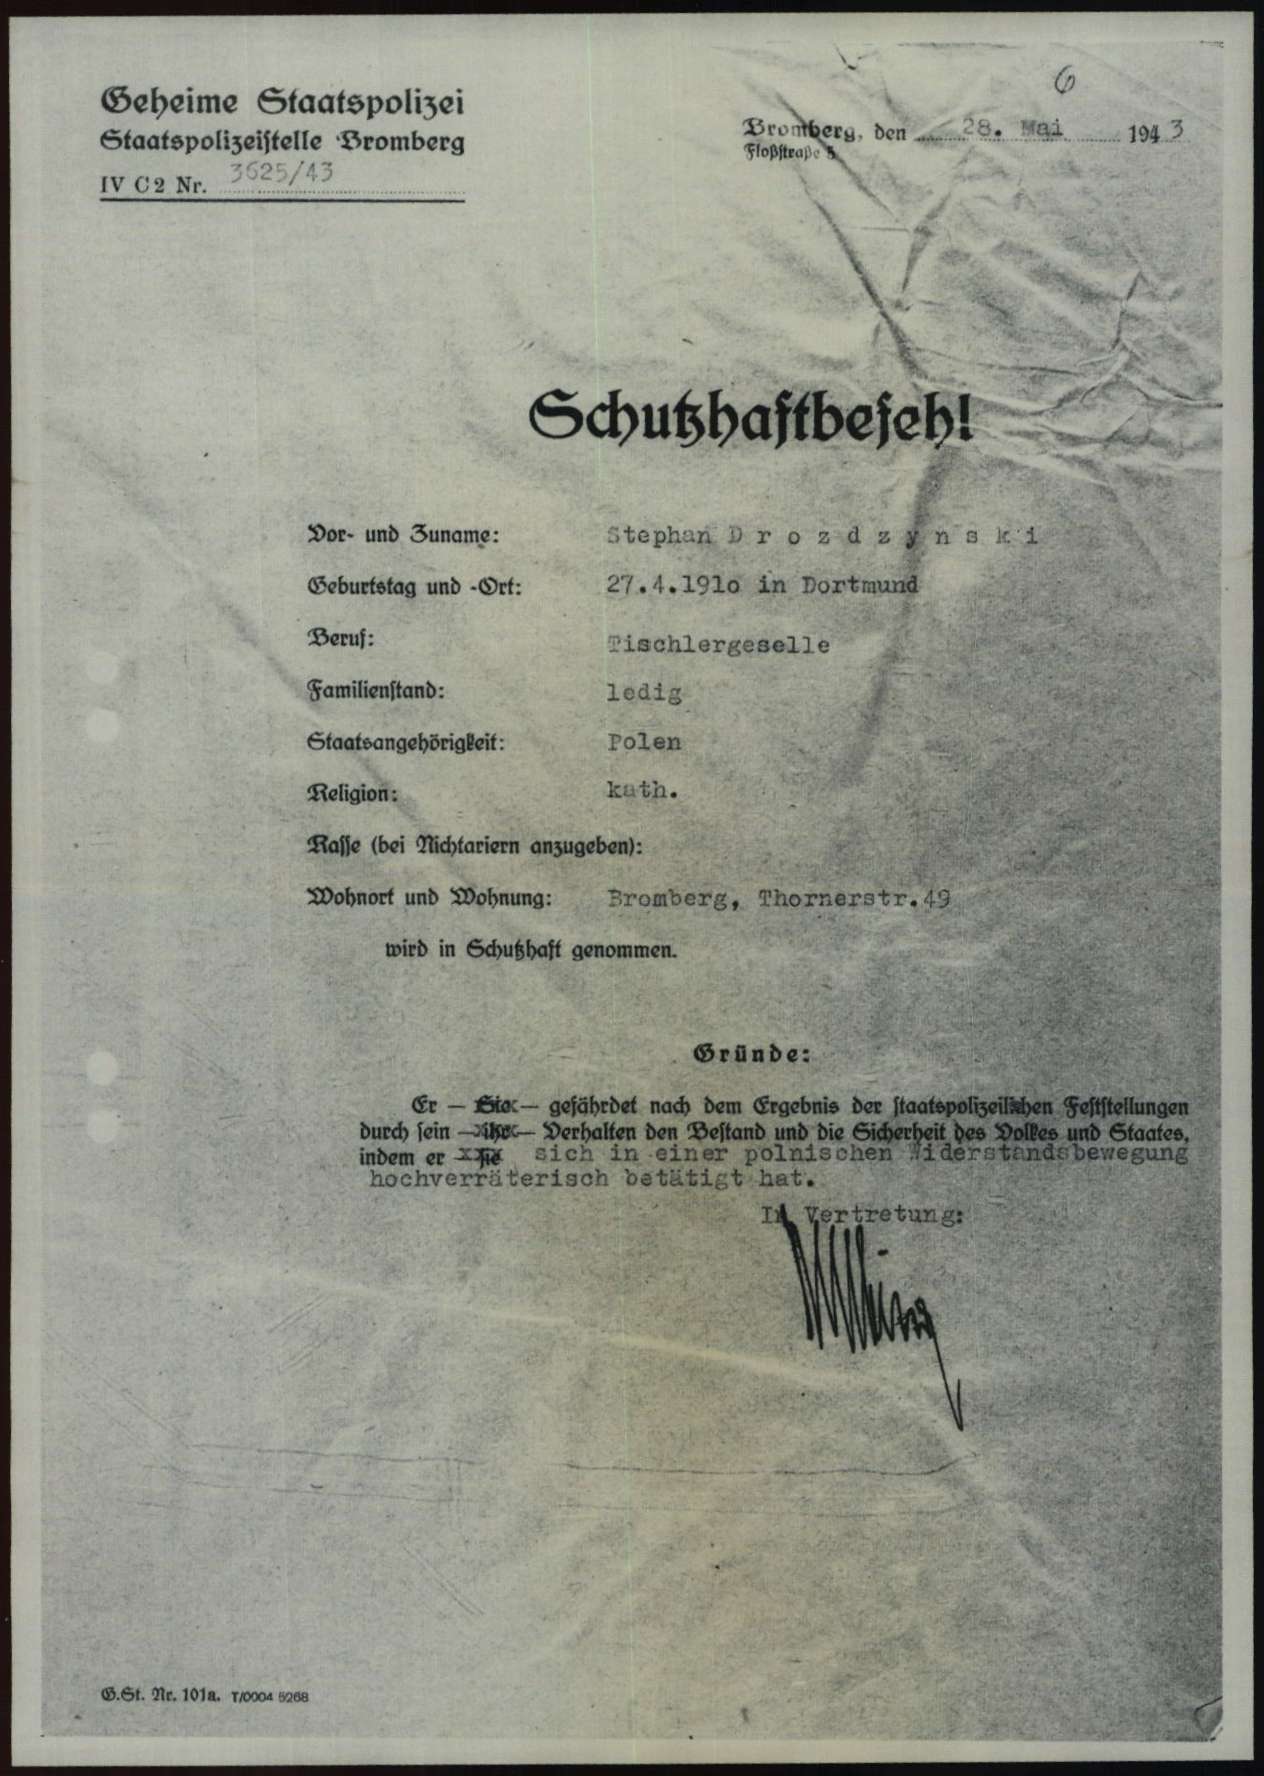 6
Geheime Staatspolizei
Staatspolizeistelle Bromberg
IV C 2 Nr. 3625/43
Bromberg, den 28. Mai 1943
Floßstraße 5
Schutzhaftbefehl
Vor- und Zuname: Stephan D r o z d z y n s k i
Geburtstag und -Ort: 27.4.191o in Dortmund
Beruf: Tischlergeselle
Familienstand: ledig
Staatsangehörigkeit: Polen
Religion: kath.
Rasse (bei Nichtariern anzugeben):
Wohnort und Wohnung: Bromberg, Thornerstr.49
wird in Schutzhaft genommen.
Gründe:
Er — Sie — gefährdet nach dem Ergebnis der staatspolizeilichen Feststellungen
durch sein — ihr — Verhalten den Bestand und die Sicherheit des Volkes und Staates,
indem er — sie sich in einer polnischen Widerstandsbewegung
hochverräterisch betätigt hat.
In Vertretung:
G.St. Nr. 101a. T/0004 5268